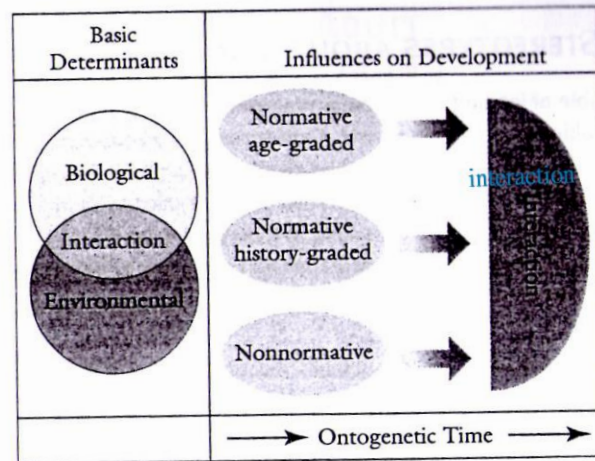 Basic
Determinants
Influences on Development
Biological
Interaction
Environmental
Normative
age-graded
Normative
history-graded
Nonnormative
interaction
Interaction
Ontogenetic Time